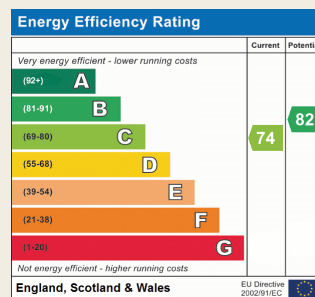 Energy Efficiency Rating
Current
Very energy efficient - lower running costs
(92+) A
(81-91) B
82
(69-80) C
74
(55-68) D
(39-54) E
(21-38) F
(1-20) G
Not energy efficient - higher running costs
England, Scotland & Wales
EU Directive
2002/91/EC